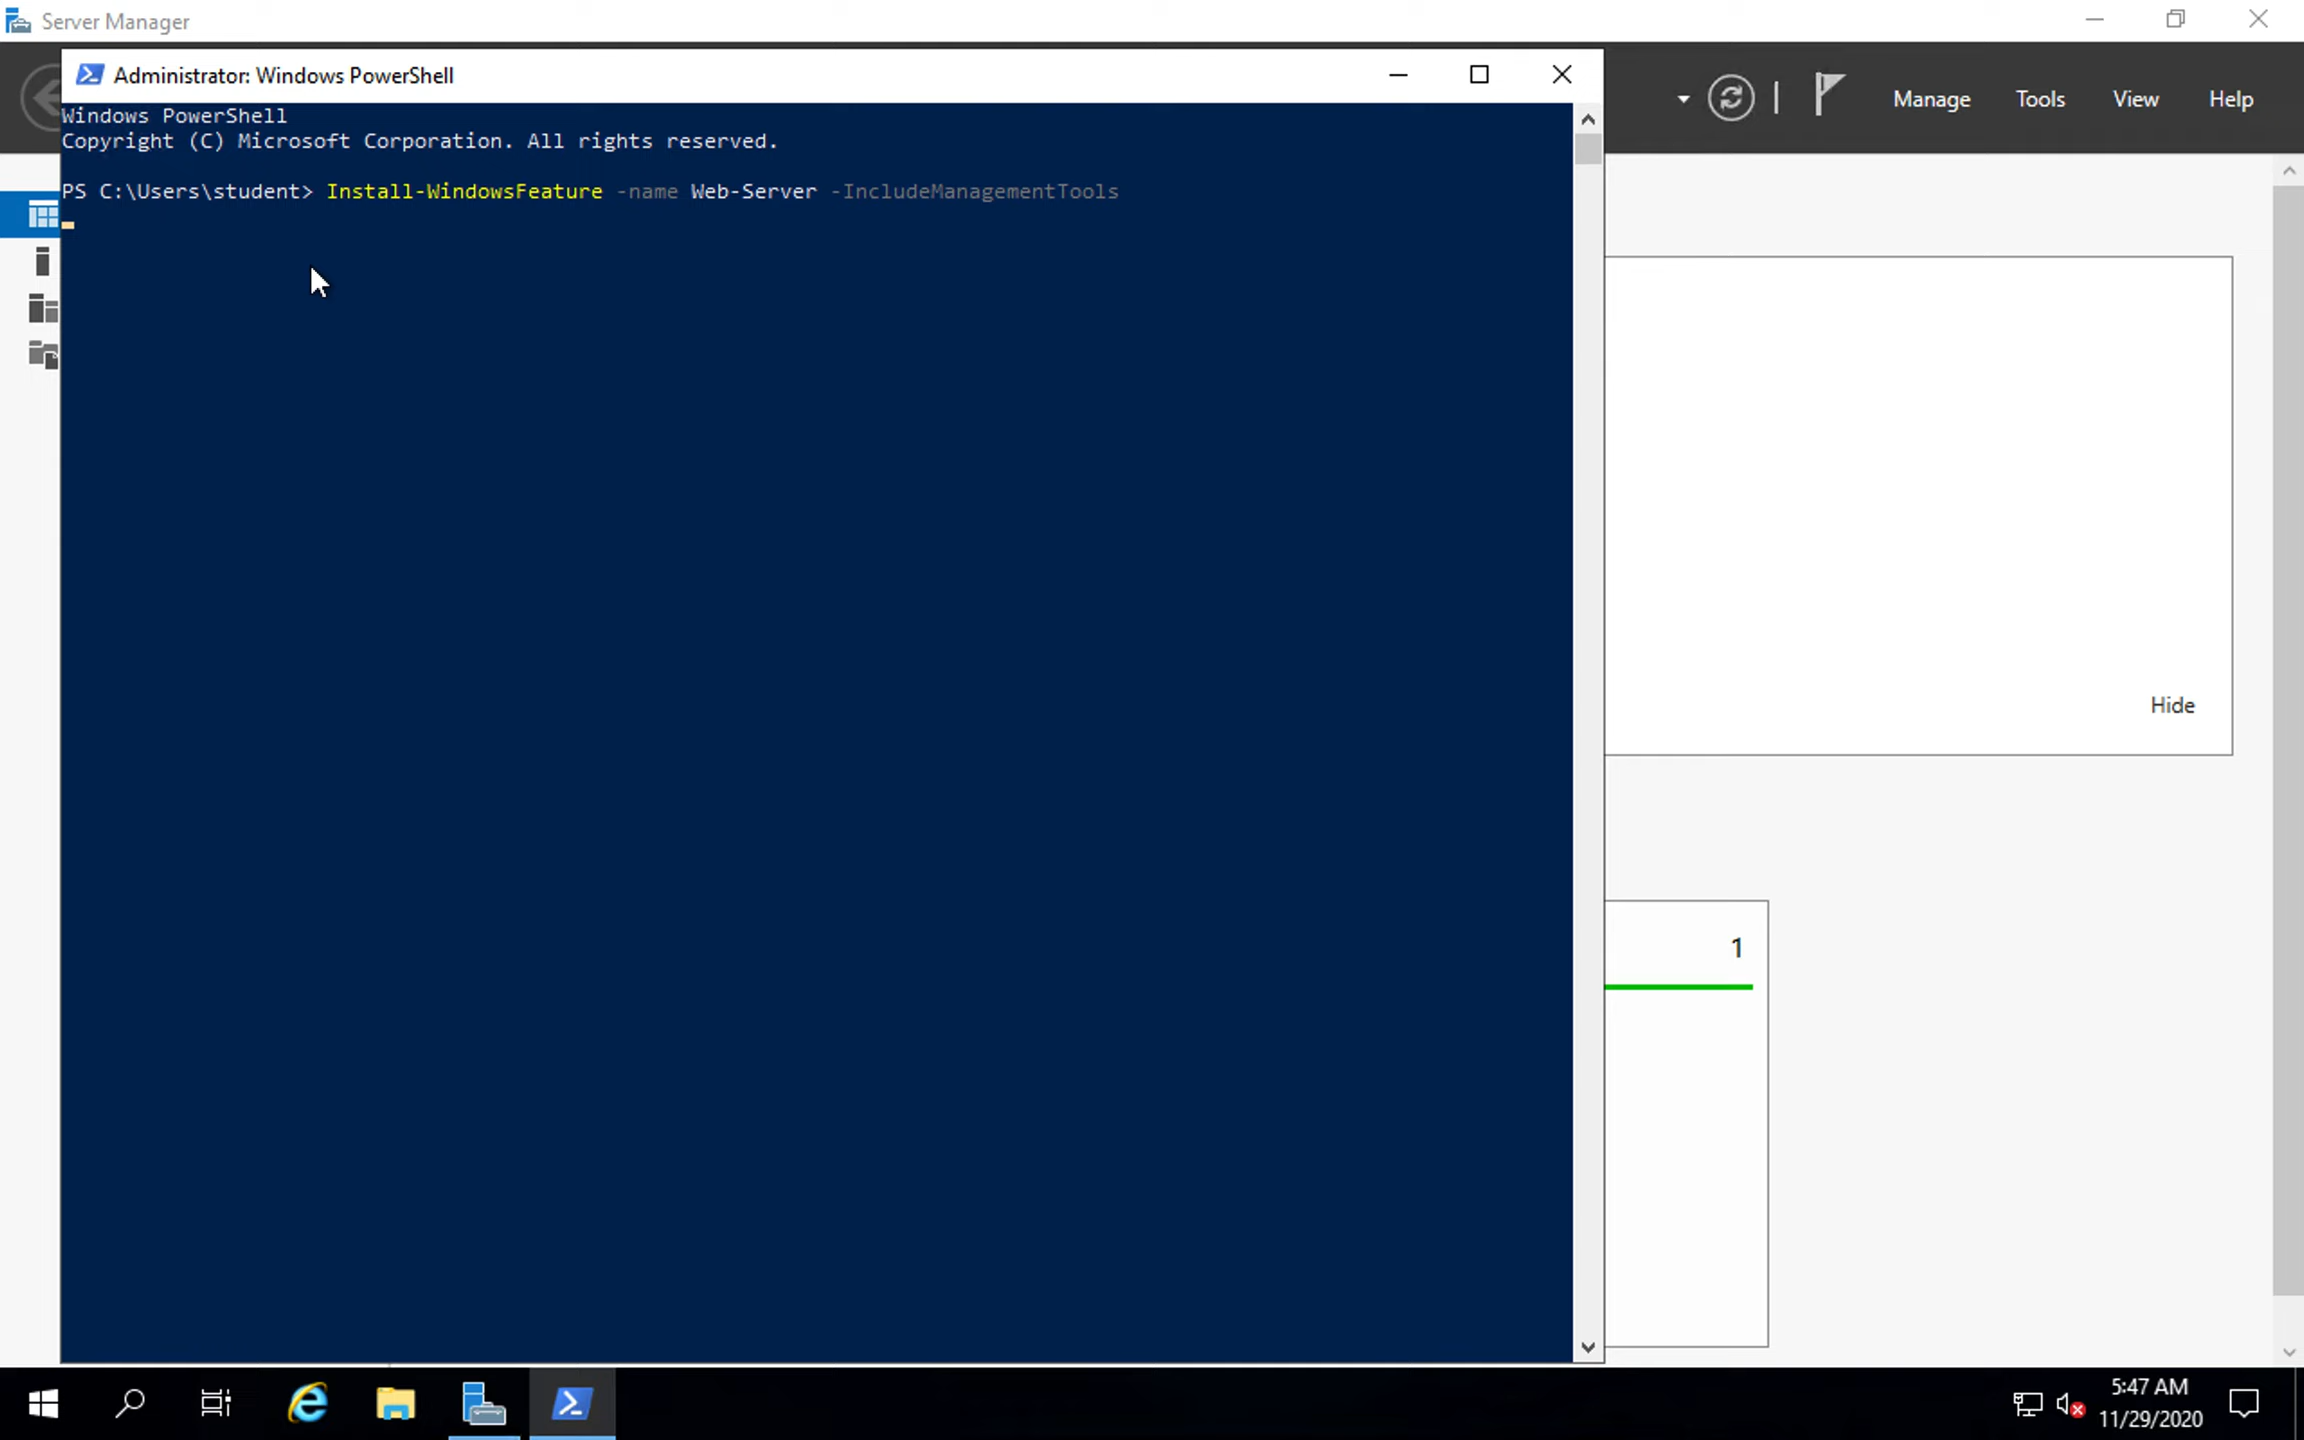 Server Manager
Administrator: Windows PowerShell
Manage
Tools
View
Help
Windows PowerShell
Copyright (C) Microsoft Corporation. All rights reserved.
PS C:\Users\student> Install-WindowsFeature -name Web-Server -IncludeManagementTools
Hide
1
5:47 AM
11/29/2020